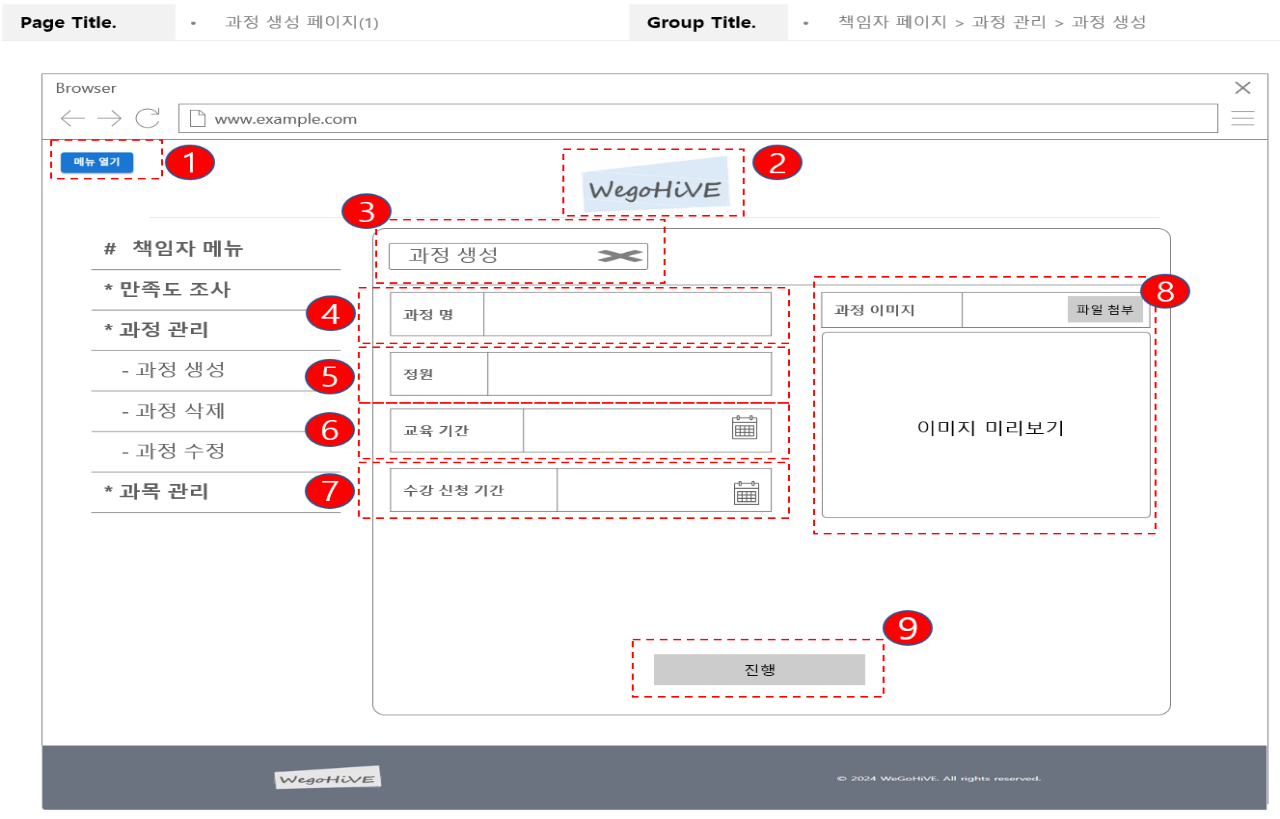 Page Title.
• 과정 생성 페이지(1)
Group Title.
• 책임자 페이지 > 과정 관리 > 과정 생성
Browser
www.example.com
메뉴 열기
1
WegoHiVE
2
3
# 책임자 메뉴
* 만족도 조사
* 과정 관리
- 과정 생성
- 과정 삭제
- 과정 수정
* 과목 관리
과정 생성
4
과정 명
5
정원
6
교육 기간
7
수강 신청 기간
8
과정 이미지
파일 첨부
이미지 미리보기
9
진행
WegoHiVE
© 2024 WeGoHiVE. All rights reserved.